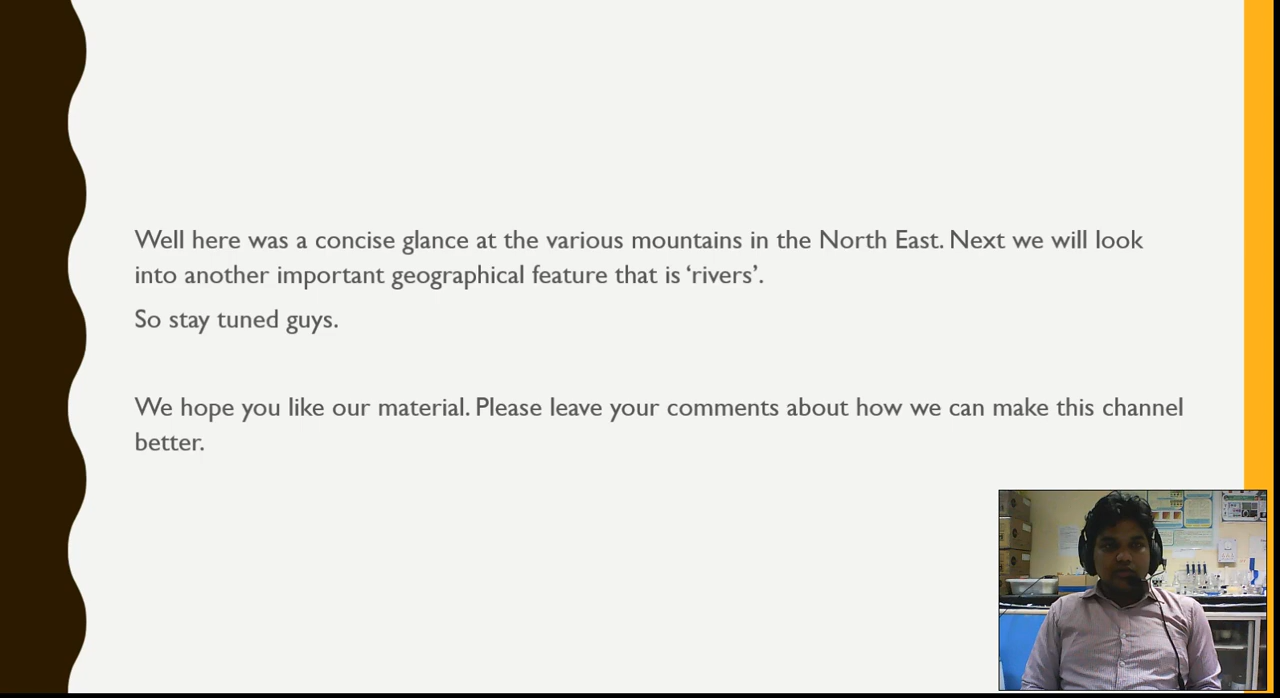 Well here was a concise glance at the various mountains in the North East. Next we will look
into another important geographical feature that is ‘rivers’.
So stay tuned guys.
We hope you like our material. Please leave your comments about how we can make this channel
better.